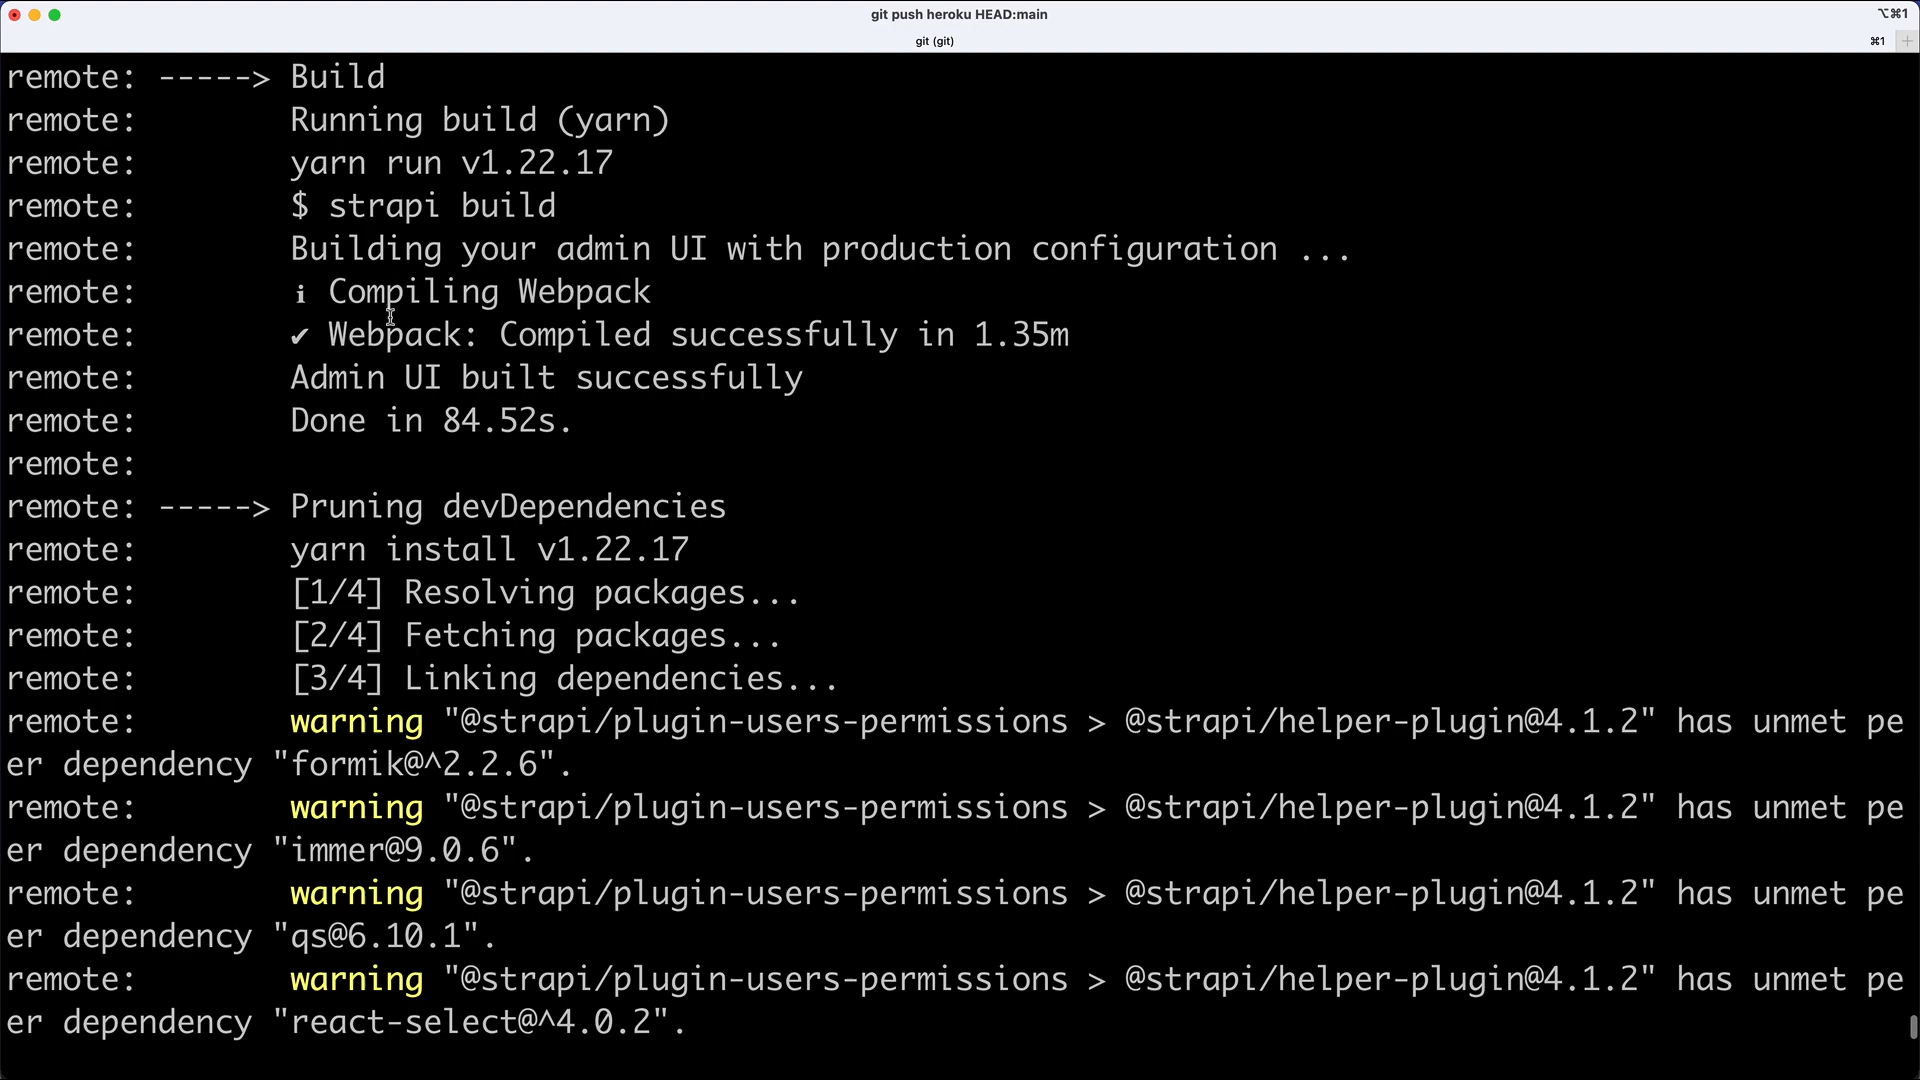 git push heroku HEAD:main
⌥⌘1
git (git)
⌘1
remote: -----> Build
remote:        Running build (yarn)
remote:        yarn run v1.22.17
remote:        $ strapi build
remote:        Building your admin UI with production configuration ...
remote:        ℹ Compiling Webpack
remote:        ✔ Webpack: Compiled successfully in 1.35m
remote:        Admin UI built successfully
remote:        Done in 84.52s.
remote:
remote: -----> Pruning devDependencies
remote:        yarn install v1.22.17
remote:        [1/4] Resolving packages...
remote:        [2/4] Fetching packages...
remote:        [3/4] Linking dependencies...
remote:        warning "@strapi/plugin-users-permissions > @strapi/helper-plugin@4.1.2" has unmet pe
er dependency "formik@^2.2.6".
remote:        warning "@strapi/plugin-users-permissions > @strapi/helper-plugin@4.1.2" has unmet pe
er dependency "immer@9.0.6".
remote:        warning "@strapi/plugin-users-permissions > @strapi/helper-plugin@4.1.2" has unmet pe
er dependency "qs@6.10.1".
remote:        warning "@strapi/plugin-users-permissions > @strapi/helper-plugin@4.1.2" has unmet pe
er dependency "react-select@^4.0.2".